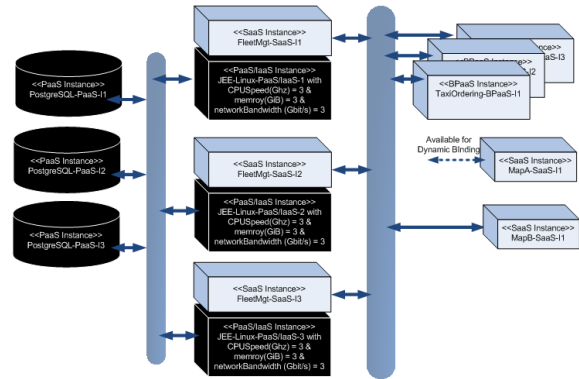 <<PaaS Instance>>
PostgreSQL-PaaS-I1
<<PaaS Instance>>
PostgreSQL-PaaS-I2
<<PaaS Instance>>
PostgreSQL-PaaS-I3
<<SaaS Instance>>
FleetMgt-SaaS-I1
<<PaaS/IaaS Instance>>
JEE-Linux-PaaS/IaaS-1 with
CPUSpeed(Ghz) = 3 &
memroy(GiB) = 3 &
networkBandwidth (Gbit/s) = 3
<<SaaS Instance>>
FleetMgt-SaaS-I2
<<PaaS/IaaS Instance>>
JEE-Linux-PaaS/IaaS-2 with
CPUSpeed(Ghz) = 3 &
memroy(GiB) = 3 &
networkBandwidth (Gbit/s) = 3
<<SaaS Instance>>
FleetMgt-SaaS-I3
<<PaaS/IaaS Instance>>
JEE-Linux-PaaS/IaaS-3 with
CPUSpeed(Ghz) = 3 &
memroy(GiB) = 3 &
networkBandwidth (Gbit/s) = 3
Instance>>
S-I3
<<BPaaS Instance>>
TaxiOrdering-BPaaS-I1
Available for
Dynamic BInding
<<SaaS Instance>>
MapA-SaaS-I1
<<SaaS Instance>>
MapB-SaaS-I1